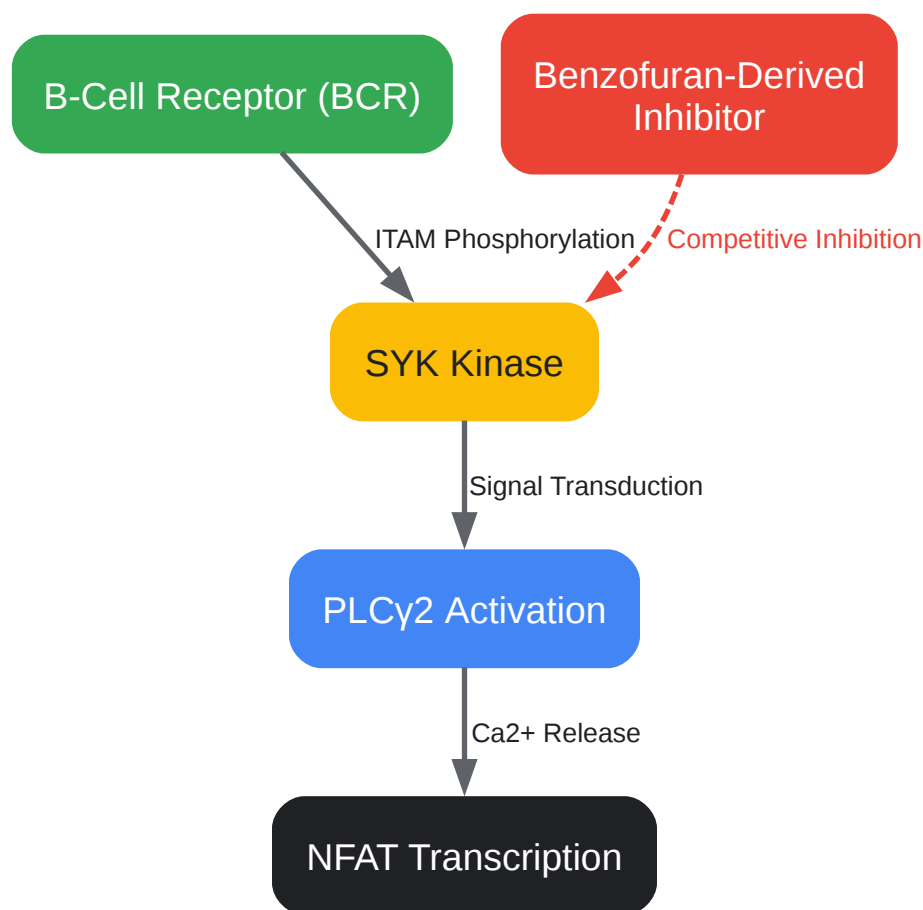 B-Cell Receptor (BCR)
Benzofuran-Derived
Inhibitor
ITAM Phosphorylation
Competitive Inhibition
SYK Kinase
Signal Transduction
PLCγ2 Activation
Ca2+ Release
NFAT Transcription